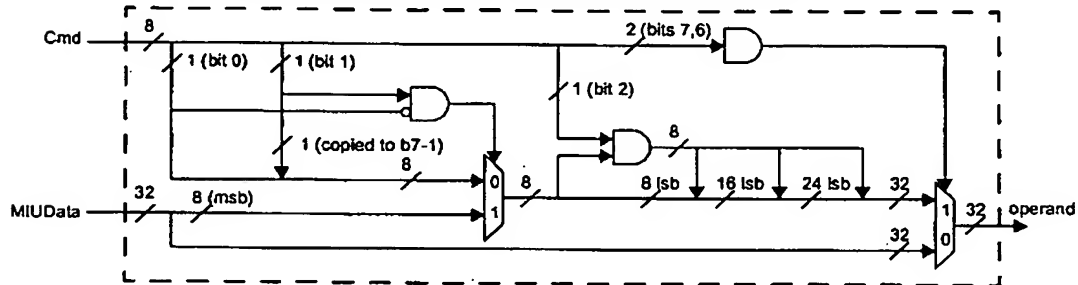 Cmd
8
2 (bits 7,6)
1 (bit 0)
1 (bit 1)
1 (bit 2)
1 (copied to b7-1)
8
8
0
1
8
8 lsb
16 lsb
24 lsb
32
MIUData
32
8 (msb)
1
0
32
operand
32